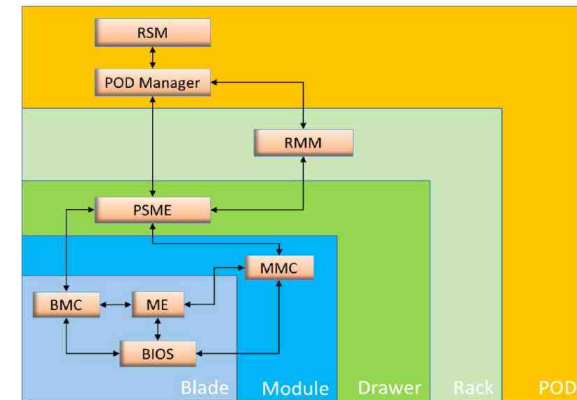 RSM
POD Manager
RMM
PSME
MMC
BMC
ME
BIOS
Blade
Module
Drawer
Rack
POD